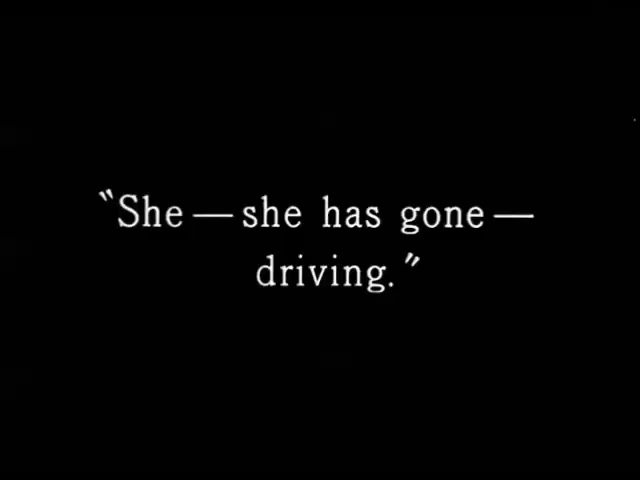 "She — she has gone —
driving."